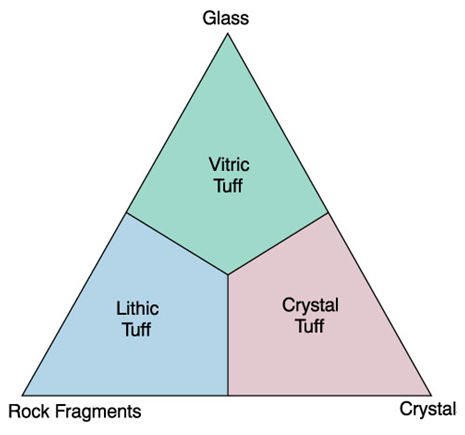 Glass
Vitric
Tuff
Lithic
Tuff
Crystal
Tuff
Rock Fragments
Crystal